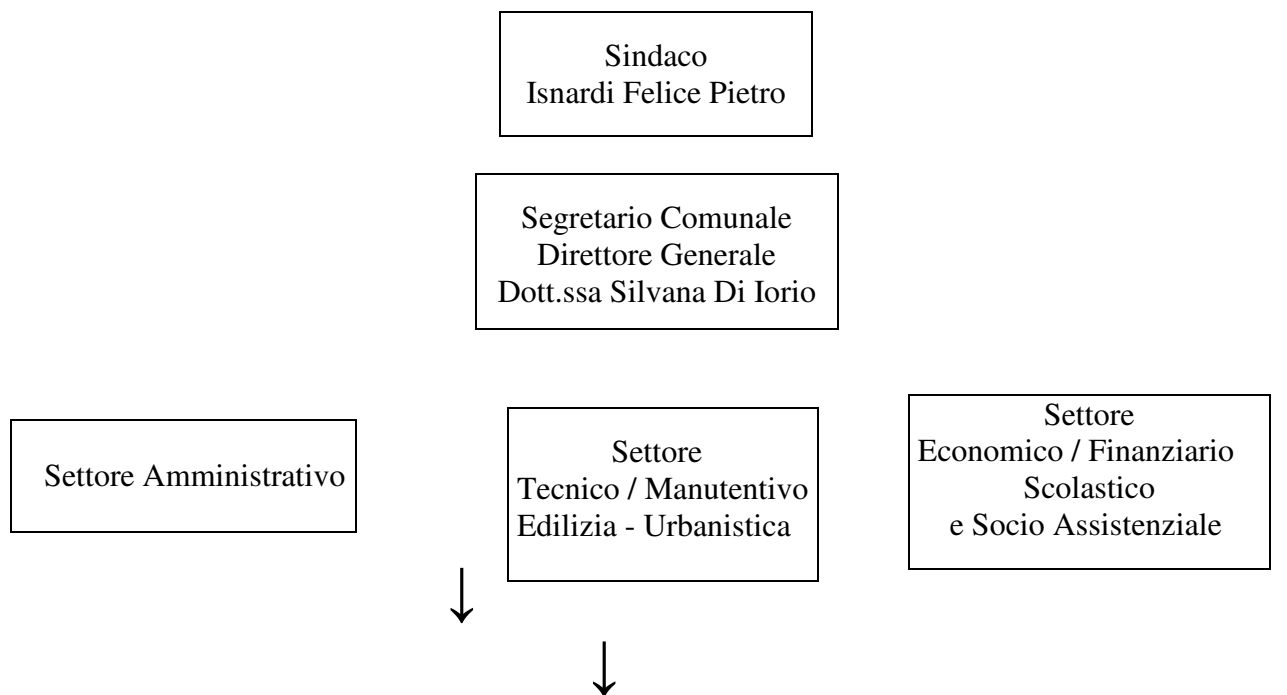 Sindaco
Isnardi Felice Pietro
Segretario Comunale
Direttore Generale
Dott.ssa Silvana Di Iorio
Settore Amministrativo
Settore
Tecnico / Manutentivo
Edilizia - Urbanistica
Settore
Economico / Finanziario
Scolastico
e Socio Assistenziale